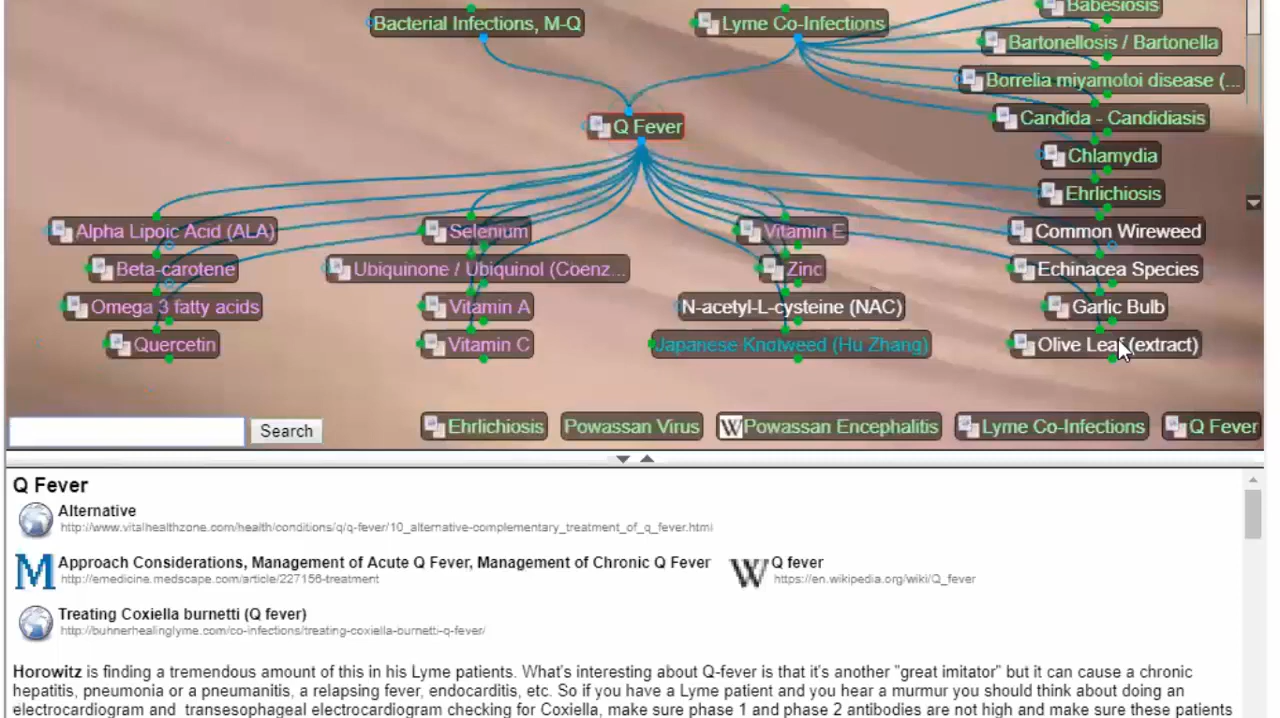 Babesiosis
Bacterial Infections, M-Q
Lyme Co-Infections
Bartonellosis / Bartonella
Borrelia miyamotoi disease (...
Candida - Candidiasis
Q Fever
Chlamydia
Ehrlichiosis
Alpha Lipoic Acid (ALA)
Selenium
Vitamin E
Common Wireweed
Beta-carotene
Ubiquinone / Ubiquinol (Coenz...
Zinc
Echinacea Species
Omega 3 fatty acids
Vitamin A
N-acetyl-L-cysteine (NAC)
Garlic Bulb
Quercetin
Vitamin C
Japanese Knotweed (Hu Zhang)
Olive Leaf (extract)
Search
Ehrlichiosis
Powassan Virus
W Powassan Encephalitis
Lyme Co-Infections
Q Fever
Q Fever
Alternative
http://www.vitalhealthzone.com/health/conditions/q/q-fever/10_alternative-complementary_treatment_of_q_fever.html
M Approach Considerations, Management of Acute Q Fever, Management of Chronic Q Fever
http://emedicine.medscape.com/article/227156-treatment
W Q fever
https://en.wikipedia.org/wiki/Q_fever
Treating Coxiella burnetti (Q fever)
http://buhnerhealinglyme.com/co-infections/treating-coxiella-burnetti-q-fever/
Horowitz is finding a tremendous amount of this in his Lyme patients. What's interesting about Q-fever is that it's another "great imitator" but it can cause a chronic
hepatitis, pneumonia or a pneumanitis, a relapsing fever, endocarditis, etc. So if you have a Lyme patient and you hear a murmur you should think about doing an
electrocardiogram and transesophageal electrocardiogram checking for Coxiella, make sure phase 1 and phase 2 antibodies are not high and make sure these patients